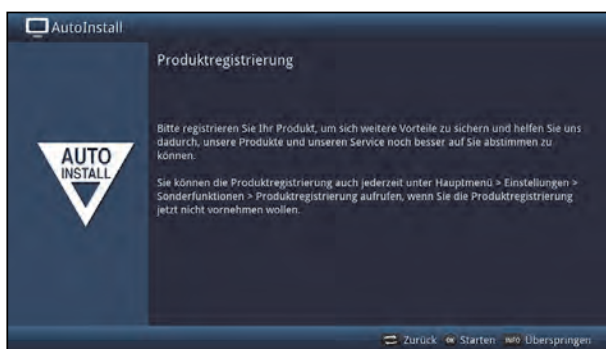 AutoInstall
Produktregistrierung
Bitte registrieren Sie Ihr Produkt, um sich weitere Vorteile zu sichern und helfen Sie uns
dadurch, unsere Produkte und unseren Service noch besser auf Sie abstimmen zu
können.
Sie können die Produktregistrierung auch jederzeit unter Hauptmenü > Einstellungen >
Sonderfunktionen > Produktregistrierung aufrufen, wenn Sie die Produktregistrierung
jetzt nicht vornehmen wollen.
AUTO
INSTALL
Zurück OK Starten INFO Überspringen